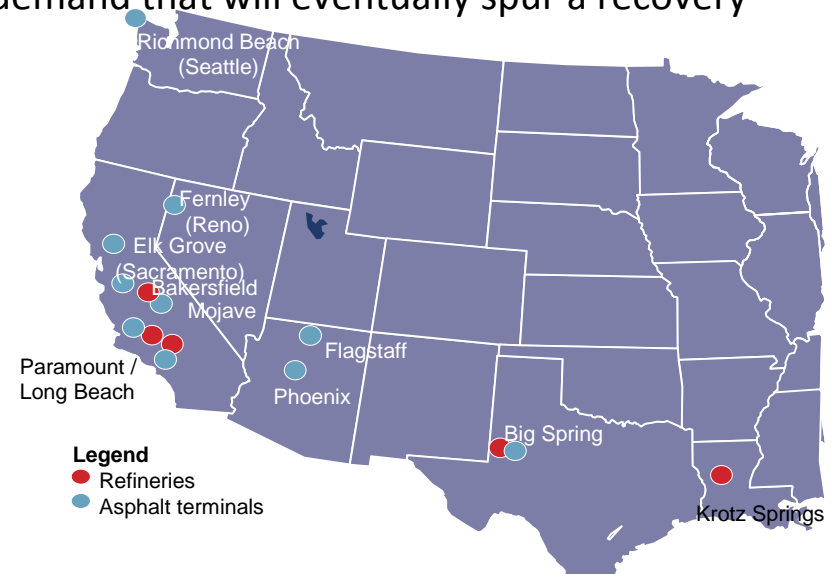 demand that will eventually spur a recovery
Richmond Beach
(Seattle)
Fernley
(Reno)
Elk Grove
(Sacramento)
Bakersfield
Mojave
Paramount /
Long Beach
Flagstaff
Phoenix
Big Spring
Krotz Springs
Legend
Refineries
Asphalt terminals